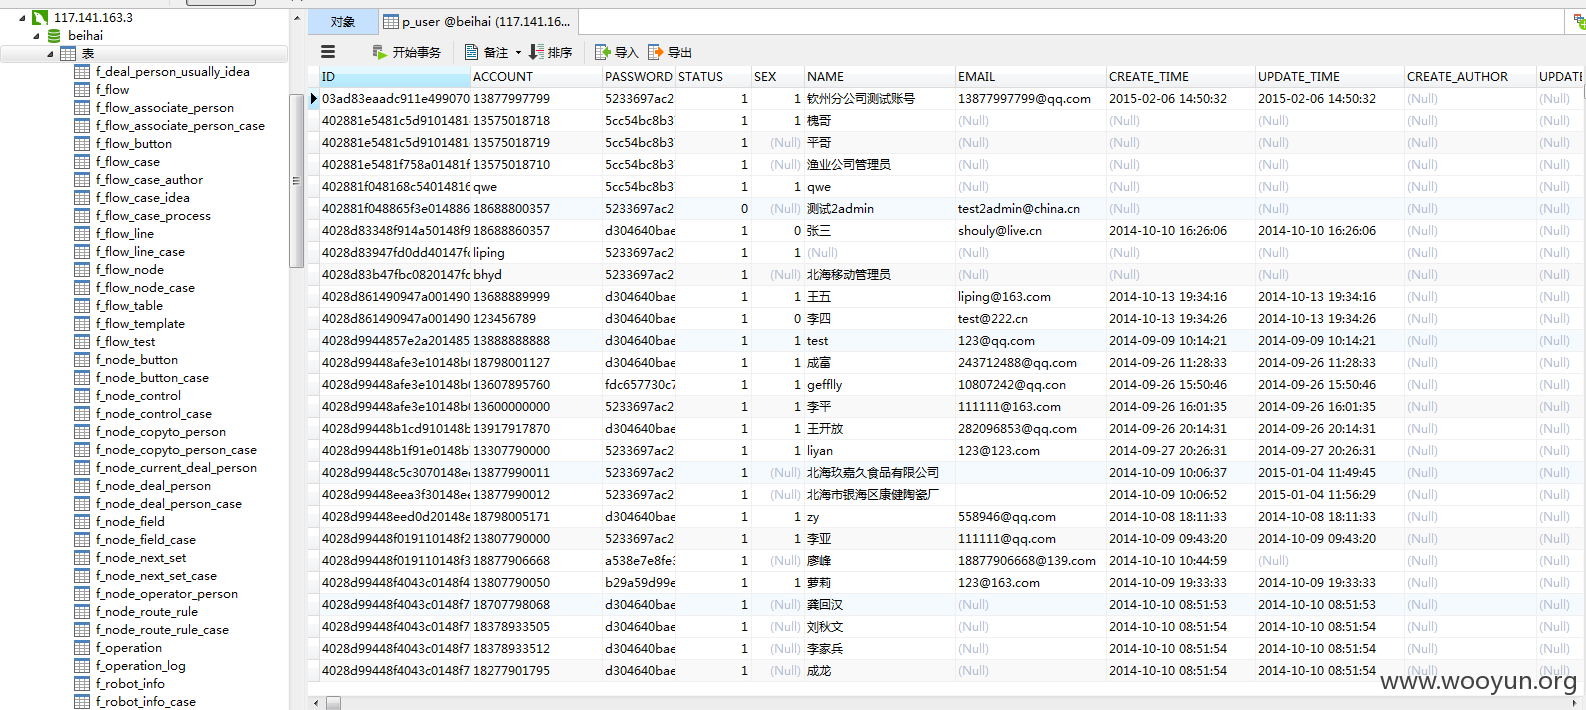 117.141.163.3
beihai
表
f_deal_person_usually_idea
f_flow
f_associate_person
f_associate_person_case
f_flow_button
f_flow_case
f_flow_case_author
f_flow_case_idea
f_flow_case_process
f_flow_line
f_flow_line_case
f_flow_node
f_flow_node_case
f_flow_table
f_flow_template
f_flow_test
f_node_button
f_node_button_case
f_node_control
f_node_control_case
f_node_copyto_person
f_node_copyto_person_case
f_node_current_deal_person
f_node_deal_person
f_node_deal_person_case
f_node_field
f_node_field_case
f_node_next_set
f_node_next_set_case
f_node_operator_person
f_node_route_rule
f_node_route_rule_case
f_operation
f_operation_log
f_robot_info
f_robot_info_case
对象 p_user @beihai (117.141.16...
开始事务 备注 排序 导入 导出
ID ACCOUNT PASSWORD STATUS SEX NAME EMAIL CREATE_TIME UPDATE_TIME CREATE_AUTHOR UPDATE
03ad83eaadc911e499070 13877997799 5233697ac2 1 1 钦州分公司测试账号 13877997799@qq.com 2015-02-06 14:50:32 2015-02-06 14:50:32 (Null) (Null)
402881e5481c5d9101481 13575018718 5cc54bc8b3 1 1 槐哥 (Null) (Null) (Null) (Null) (Null)
402881e5481c5d9101481 13575018719 5cc54bc8b3 1 (Null) 平哥 (Null) (Null) (Null) (Null) (Null)
402881e5481f758a01481f 13575018710 5cc54bc8b3 1 (Null) 渔业公司管理员 (Null) (Null) (Null) (Null) (Null)
402881f048168c54014816 qwe 5cc54bc8b3 1 1 qwe (Null) (Null) (Null) (Null) (Null)
402881f048865f3e014886 18688800357 5233697ac2 0 (Null) 测试2admin test2admin@china.cn (Null) (Null) (Null) (Null)
4028d83348f914a50148f9 18688860357 d304640bae 1 0 张三 shouly@live.cn 2014-10-10 16:26:06 2014-10-10 16:26:06 (Null) (Null)
4028d83947fd0dd40147fc liping 5233697ac2 1 1 (Null) (Null) (Null) (Null) (Null) (Null)
4028d83b47fbc0820147fc bhyd 5233697ac2 1 (Null) 北海移动管理员 (Null) (Null) (Null) (Null) (Null)
4028d861490947a001490 13688889999 d304640bae 1 1 王五 liping@163.com 2014-10-13 19:34:16 2014-10-13 19:34:16 (Null) (Null)
4028d861490947a001490 123456789 d304640bae 1 0 李四 test@222.cn 2014-10-13 19:34:26 2014-10-13 19:34:26 (Null) (Null)
4028d9944857e2a201485 13888888888 d304640bae 1 1 test 123@qq.com 2014-09-09 10:14:21 2014-09-09 10:14:21 (Null) (Null)
4028d99448afe3e10148b 18798001127 d304640bae 1 1 成富 243712488@qq.com 2014-09-26 11:28:33 2014-09-26 11:28:33 (Null) (Null)
4028d99448afe3e10148b 13607895760 fdc657730c7 1 1 gefflly 10807242@qq.con 2014-09-26 15:50:46 2014-09-26 15:50:46 (Null) (Null)
4028d99448afe3e10148b 13600000000 5233697ac2 1 1 李平 111111@163.com 2014-09-26 16:01:35 2014-09-26 16:01:35 (Null) (Null)
4028d99448b1cd910148b 13917917870 d304640bae 1 1 王开放 282096853@qq.com 2014-09-26 20:14:31 2014-09-26 20:14:31 (Null) (Null)
4028d99448b1f91e0148b 13307790000 5233697ac2 1 1 liyan 123@123.com 2014-09-27 20:26:31 2014-09-27 20:26:31 (Null) (Null)
4028d99448c5c3070148e 13877990011 5233697ac2 1 (Null) 北海玖嘉久食品有限公司 2014-10-09 10:06:37 2015-01-04 11:49:45 (Null) (Null)
4028d99448eea3f30148ee 13877990012 5233697ac2 1 (Null) 北海市银海区康健陶瓷厂 2014-10-09 10:06:52 2015-01-04 11:56:29 (Null) (Null)
4028d99448eed0d20148e 18798005171 d304640bae 1 1 zy 558946@qq.com 2014-10-08 18:11:33 2014-10-08 18:11:33 (Null) (Null)
4028d99448f019110148f2 13807790000 5233697ac2 1 1 李亚 111111@qq.com 2014-10-09 09:43:20 2014-10-09 09:43:20 (Null) (Null)
4028d99448f019110148f3 18877906668 a538e7e8fe 1 (Null) 廖峰 18877906668@139.com 2014-10-10 10:44:59 (Null) (Null) (Null)
4028d99448f4043c0148f4 13807790050 b29a59d99e 1 1 萝莉 123@163.com 2014-10-09 19:33:33 2014-10-09 19:33:33 (Null) (Null)
4028d99448f4043c0148f7 18707798068 d304640bae 1 (Null) 龚回汉 (Null) 2014-10-10 08:51:53 2014-10-10 08:51:53 (Null) (Null)
4028d99448f4043c0148f7 18378933505 d304640bae 1 (Null) 刘秋文 (Null) 2014-10-10 08:51:54 2014-10-10 08:51:54 (Null) (Null)
4028d99448f4043c0148f7 18378933512 d304640bae 1 (Null) 李家兵 (Null) 2014-10-10 08:51:54 2014-10-10 08:51:54 (Null) (Null)
4028d99448f4043c0148f7 18277901795 d304640bae 1 (Null) 成龙 (Null) 2014-10-10 08:51:54 2014-10-10 08:51:54 (Null) (Null)
www.wooyun.org